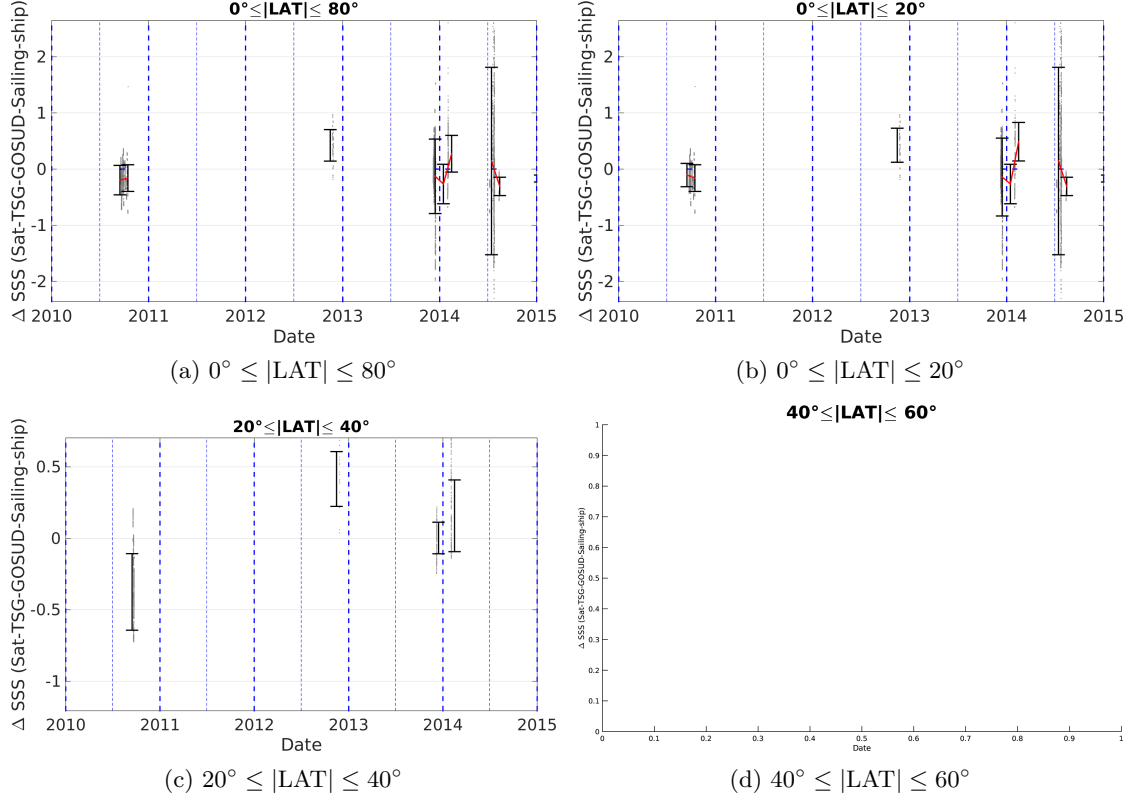 0°≤|LAT|≤ 80°
Δ SSS (Sat-TSG-GOSUD-Sailing-ship)
2
1
0
-1
-2
2010 2011 2012 2013 2014 2015
Date
(a) 0° ≤ |LAT| ≤ 80°
0°≤|LAT|≤ 20°
Δ SSS (Sat-TSG-GOSUD-Sailing-ship)
2
1
0
-1
-2
2010 2011 2012 2013 2014 2015
Date
(b) 0° ≤ |LAT| ≤ 20°
20°≤|LAT|≤ 40°
Δ SSS (Sat-TSG-GOSUD-Sailing-ship)
0.5
0
-0.5
-1
2010 2011 2012 2013 2014 2015
Date
(c) 20° ≤ |LAT| ≤ 40°
40°≤|LAT|≤ 60°
Δ SSS (Sat-TSG-GOSUD-Sailing-ship)
1
0.9
0.8
0.7
0.6
0.5
0.4
0.3
0.2
0.1
0
0 0.1 0.2 0.3 0.4 0.5 0.6 0.7 0.8 0.9 1
Date
(d) 40° ≤ |LAT| ≤ 60°